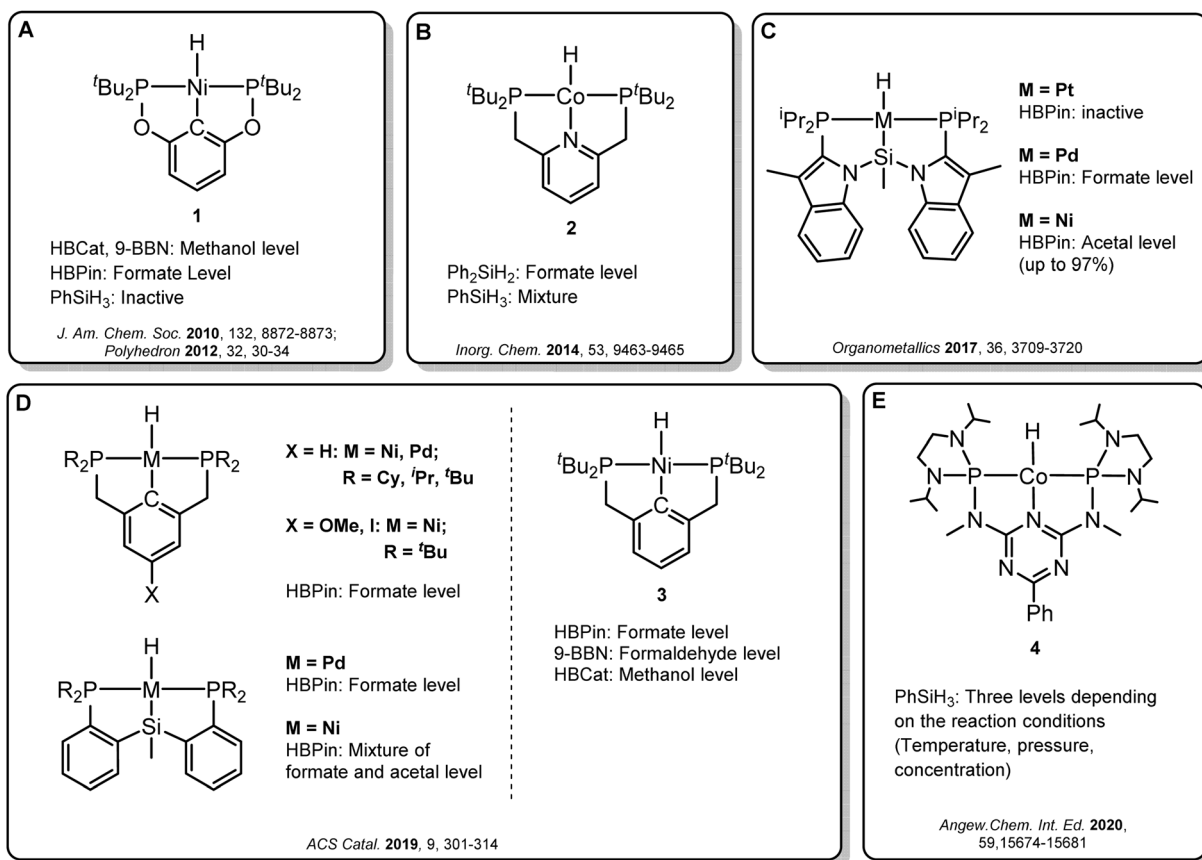 A
H
ᵗBu₂P Ni PᵗBu₂
O C O
1
HBCat, 9-BBN: Methanol level
HBPin: Formate Level
PhSiH₃: Inactive
J. Am. Chem. Soc. 2010, 132, 8872-8873;
Polyhedron 2012, 32, 30-34
B
H
ᵗBu₂P Co PᵗBu₂
N
2
Ph₂SiH₂: Formate level
PhSiH₃: Mixture
Inorg. Chem. 2014, 53, 9463-9465
C
H
ⁱPr₂P M PⁱPr₂
Si
N N
M = Pt
HBPin: inactive
M = Pd
HBPin: Formate level
M = Ni
HBPin: Acetal level
(up to 97%)
Organometallics 2017, 36, 3709-3720
D
H
R₂P M PR₂
C
X
X = H: M = Ni, Pd;
R = Cy, ⁱPr, ᵗBu
X = OMe, I: M = Ni;
R = ᵗBu
HBPin: Formate level
H
R₂P M PR₂
Si
M = Pd
HBPin: Formate level
M = Ni
HBPin: Mixture of
formate and acetal level
H
ᵗBu₂P Ni PᵗBu₂
C
3
HBPin: Formate level
9-BBN: Formaldehyde level
HBCat: Methanol level
ACS Catal. 2019, 9, 301-314
E
H
N N
N P Co P N
N N N
N N
Ph
4
PhSiH₃: Three levels depending
on the reaction conditions
(Temperature, pressure,
concentration)
Angew.Chem. Int. Ed. 2020,
59,15674-15681